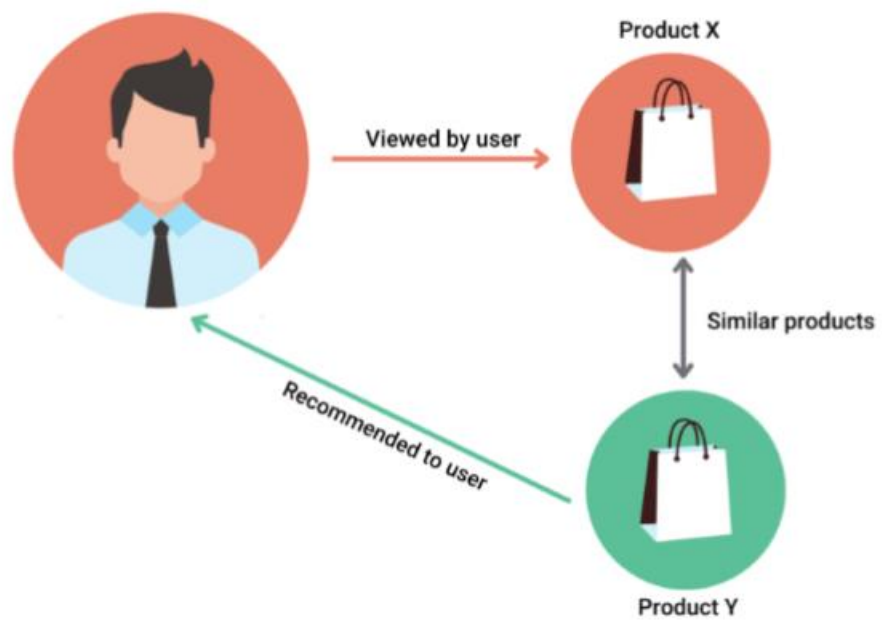 Product X
Viewed by user
Similar products
Recommended to user
Product Y